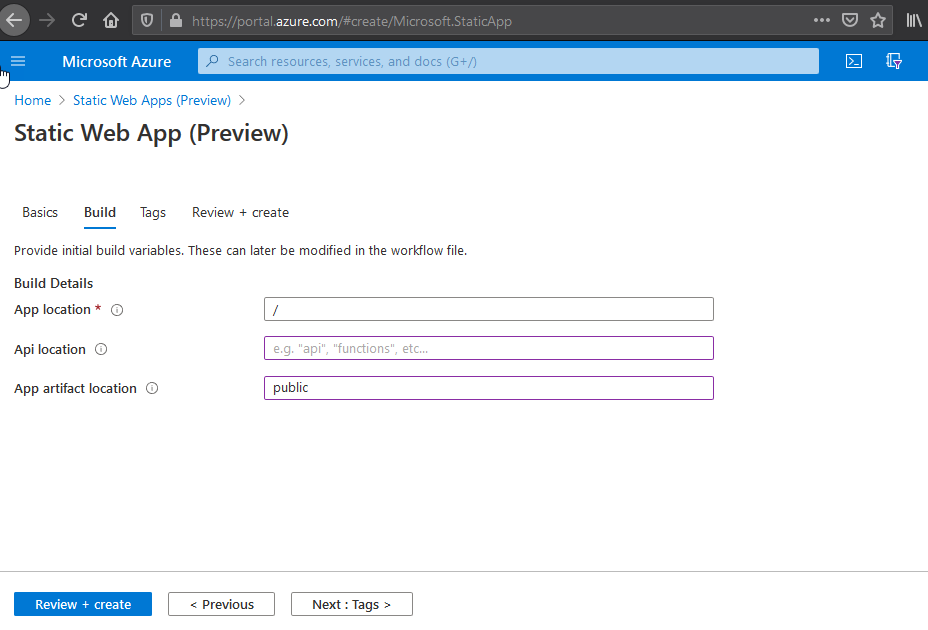 https://portal.azure.com/#create/Microsoft.StaticApp
Microsoft Azure
Search resources, services, and docs (G+/)
Home > Static Web Apps (Preview) >
Static Web App (Preview)
Basics Build Tags Review + create
Provide initial build variables. These can later be modified in the workflow file.
Build Details
App location * /
Api location e.g. "api", "functions", etc...
App artifact location public
Review + create < Previous Next : Tags >